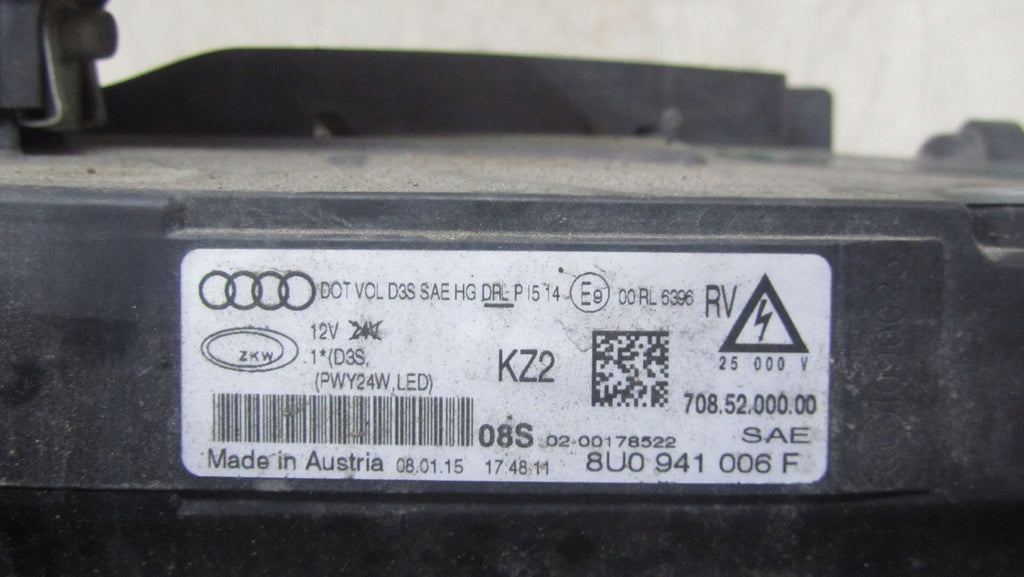 DOT VOL D3S SAE HG DRL P I5 14 E9 00 RL 6396 RV
12V 24V
ZKW
1*(D3S,
(PWY24W,LED)
KZ2
25 000 V
708.52.000.00
08S 02-00178522
SAE
Made in Austria 08.01.15 17:48:11 8U0 941 006 F